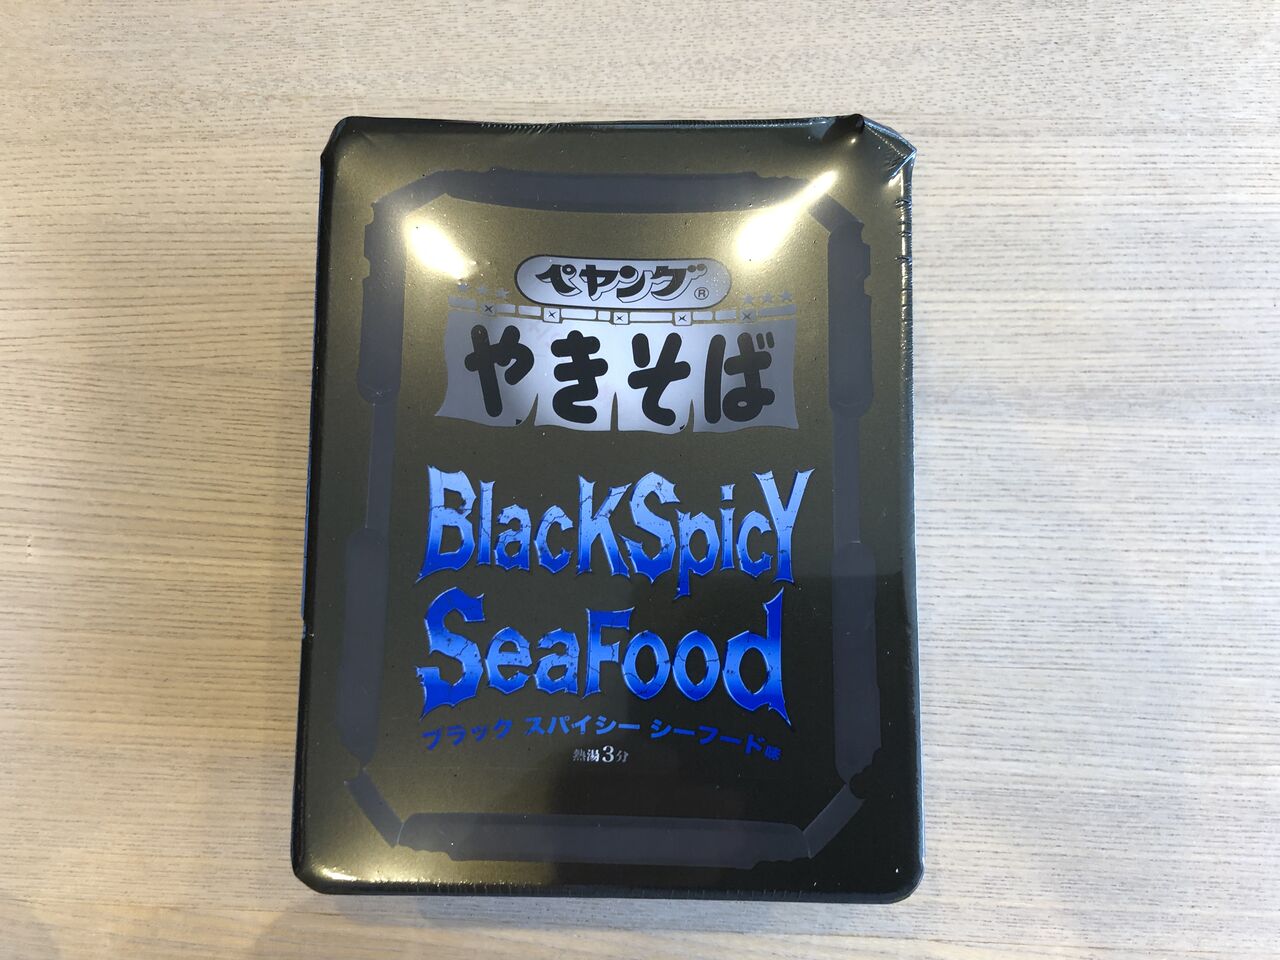 ペヤング®
やきそば
BlacKSpicY
SeaFood
ブラック スパイシー シーフード味
熱湯3分